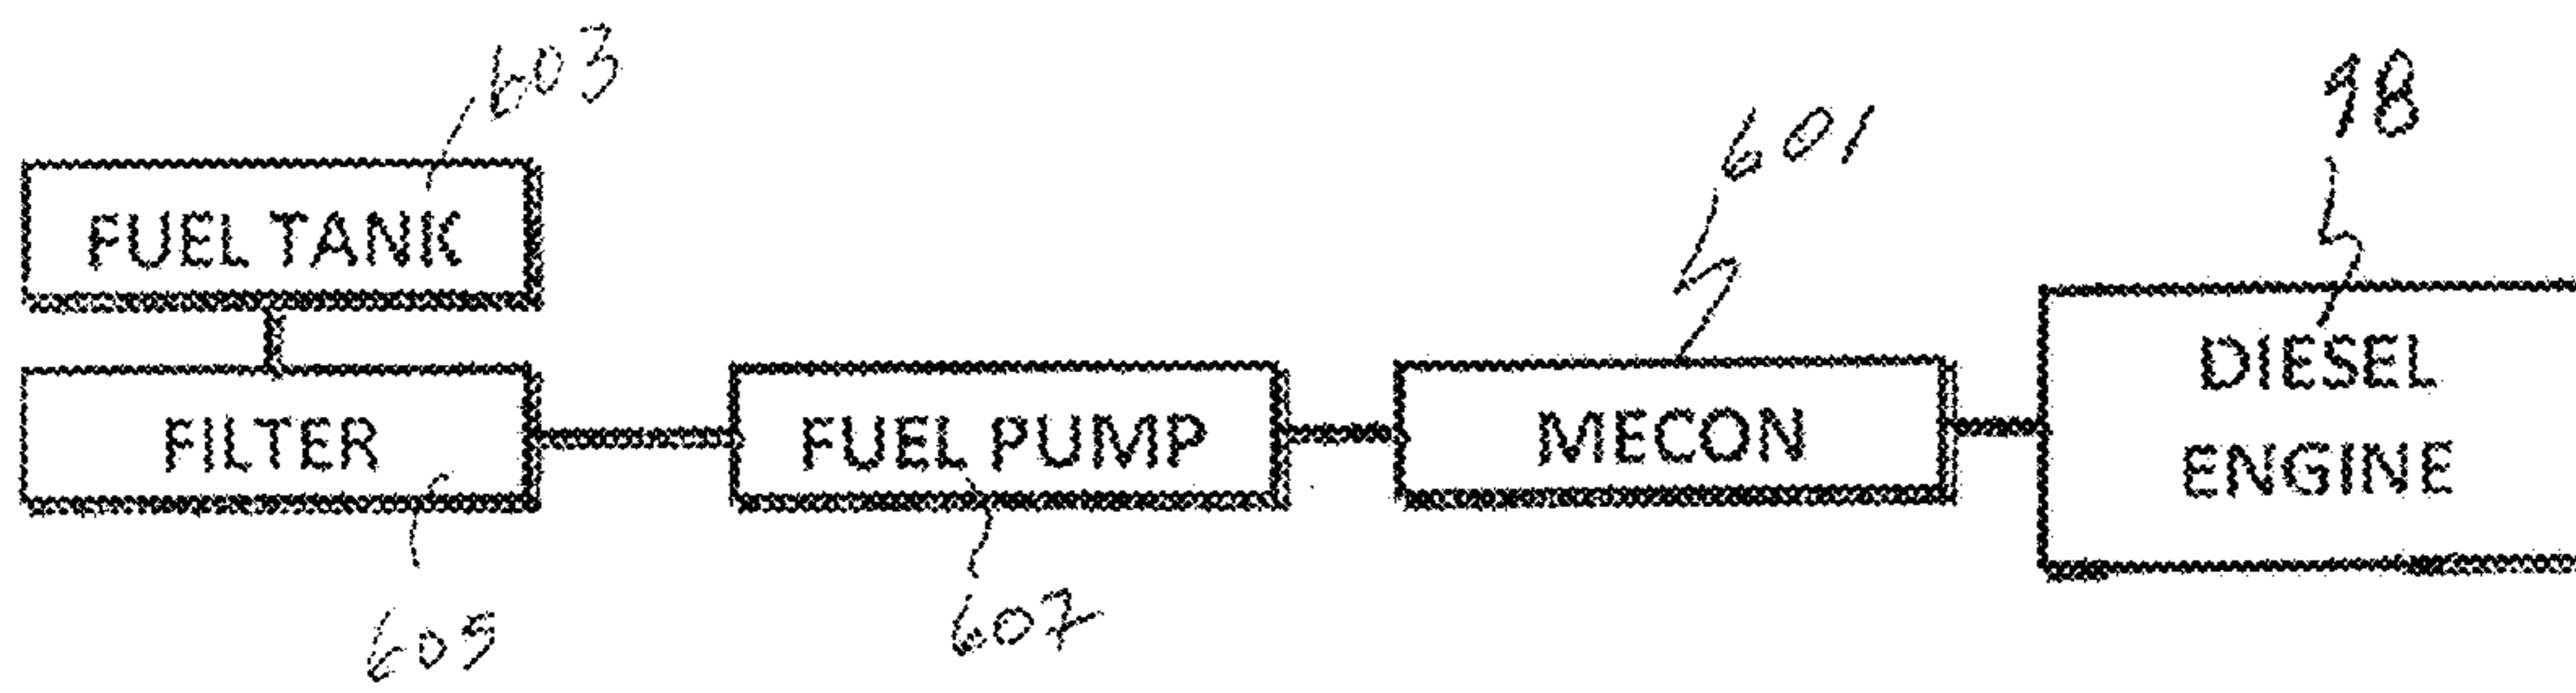 603
98
601
FUEL TANK
DIESEL
ENGINE
FILTER
FUEL PUMP
MECON
605
607